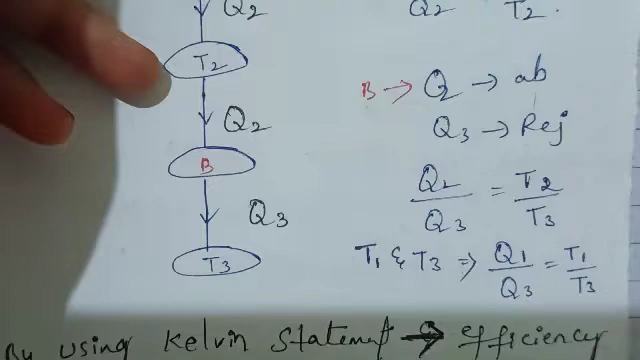 Q2
Q2 T2.
T2
B → Q2 → ab
Q2
Q3 → Rej
B
Q2/Q3 = T2/T3
Q3
T1 & T3 ⇒ Q1/Q3 = T1/T3
T3
By using Kelvin Statement → efficiency